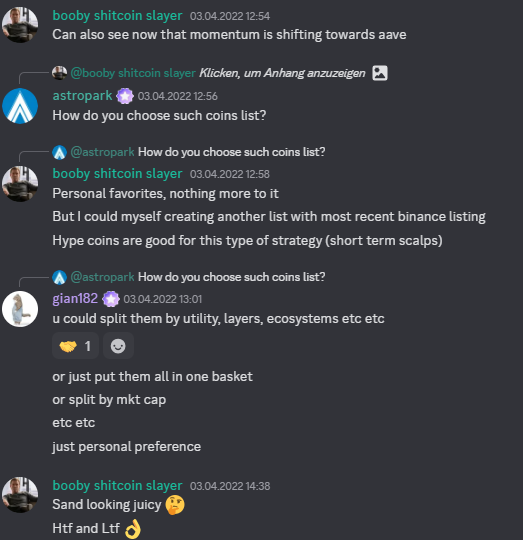 booby shitcoin slayer 03.04.2022 12:54
Can also see now that momentum is shifting towards aave
@booby shitcoin slayer Klicken, um Anhang anzuzeigen
astropark 03.04.2022 12:56
How do you choose such coins list?
@astropark How do you choose such coins list?
booby shitcoin slayer 03.04.2022 12:58
Personal favorites, nothing more to it
But I could myself creating another list with most recent binance listing
Hype coins are good for this type of strategy (short term scalps)
@astropark How do you choose such coins list?
gian182 03.04.2022 13:01
u could split them by utility, layers, ecosystems etc etc
1
or just put them all in one basket
or split by mkt cap
etc etc
just personal preference
booby shitcoin slayer 03.04.2022 14:38
Sand looking juicy 🤔
Htf and Ltf 👌